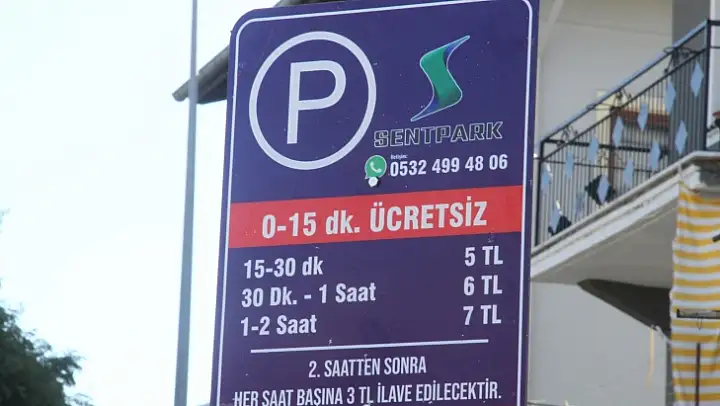 P
SENTPARK
İletişim:
0532 499 48 06
0-15 dk. ÜCRETSİZ
15-30 dk 5 TL
30 Dk. - 1 Saat 6 TL
1-2 Saat 7 TL
2. SAATTEN SONRA
HER SAAT BAŞINA 3 TL İLAVE EDİLECEKTİR.